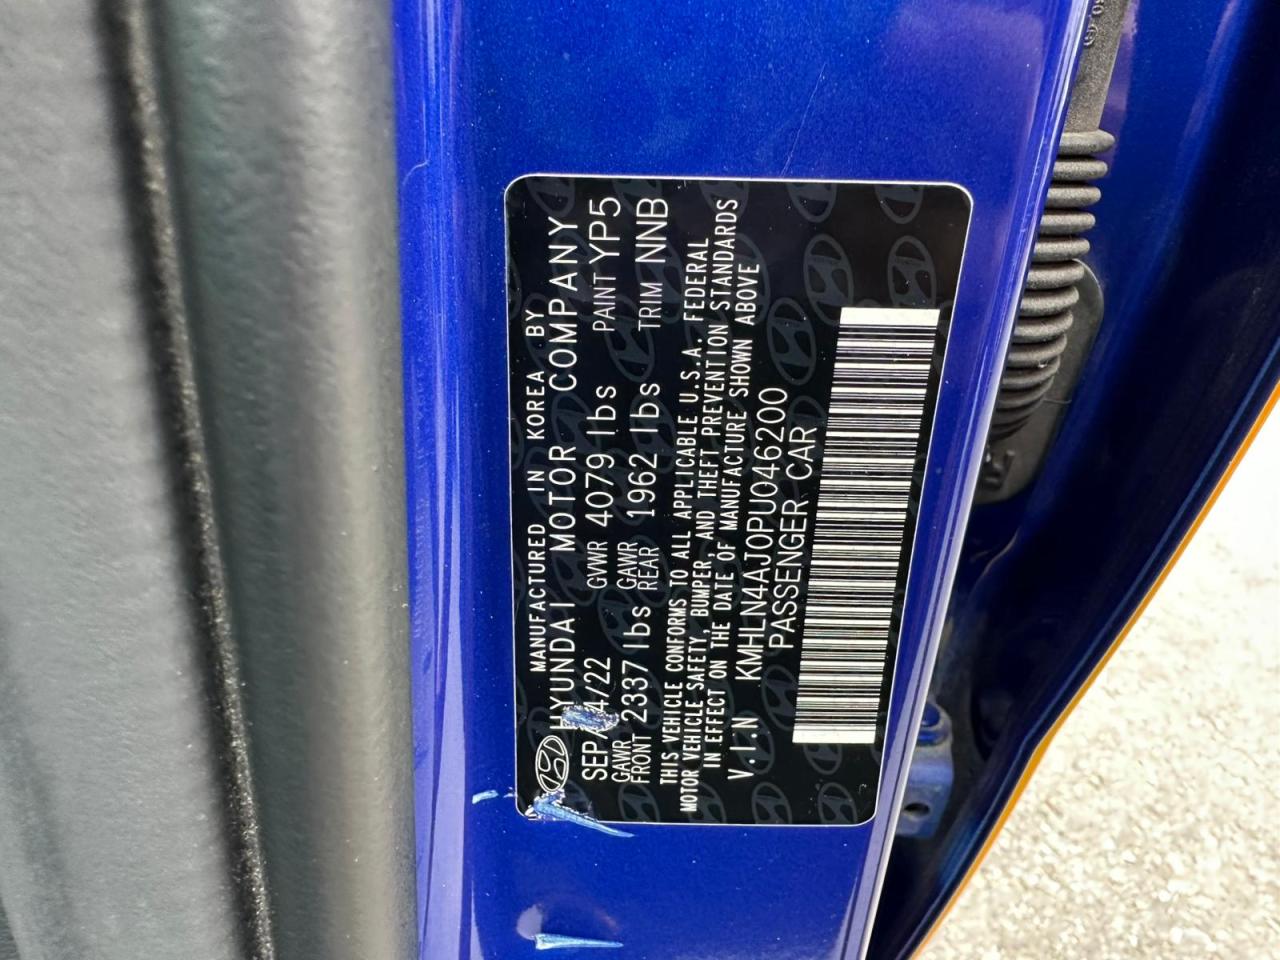 MANUFACTURED IN KOREA BY
HYUNDAI MOTOR COMPANY
SEP/ 4/22 GVWR 4079 lbs PAINT YP5
GAWR FRONT 2337 lbs GAWR REAR 1962 lbs TRIM NNB
THIS VEHICLE CONFORMS TO ALL APPLICABLE U.S.A. FEDERAL
MOTOR VEHICLE SAFETY, BUMPER AND THEFT PREVENTION STANDARDS
IN EFFECT ON THE DATE OF MANUFACTURE SHOWN ABOVE
V.I.N KMHLN4AJ0PU046200
PASSENGER CAR